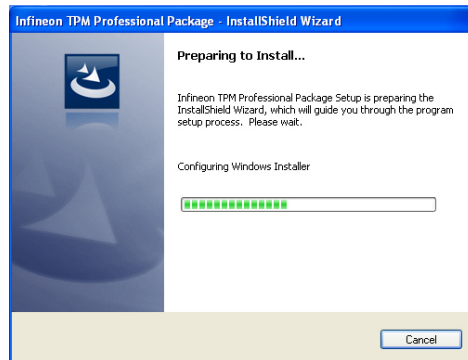 Infineon TPM Professional Package - InstallShield Wizard
Preparing to Install...
Infineon TPM Professional Package Setup is preparing the
InstallShield Wizard, which will guide you through the program
setup process. Please wait.
Configuring Windows Installer
Cancel